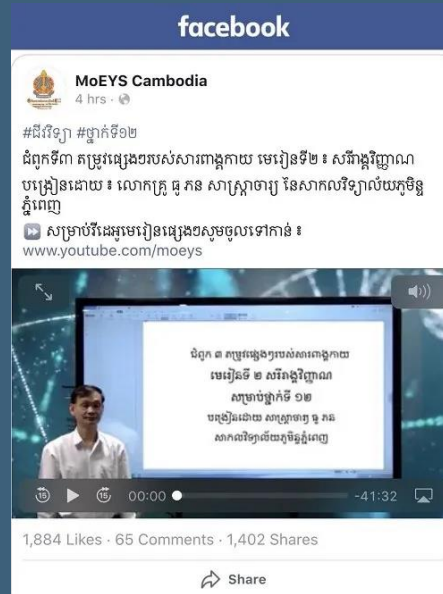 facebook
MoEYS Cambodia
4 hrs ·
#ជីវវិទ្យា #ថ្នាក់ទី១២
ជំពូកទី៣ តម្រូវផ្សេងៗរបស់សារពាង្គកាយ មេរៀនទី២ ៖ សរីរាង្គវិញ្ញាណ
បង្រៀនដោយ ៖ លោកគ្រូ ធូ ភន សាស្ត្រាចារ្យ នៃសាកលវិទ្យាល័យភូមិន្ទ
ភ្នំពេញ
សម្រាប់វីដេអូមេរៀនផ្សេងៗសូមចូលទៅកាន់ ៖
www.youtube.com/moeys
ជំពូក ៣ តម្រូវផ្សេងៗរបស់សារពាង្គកាយ
មេរៀនទី ២ សរីរាង្គវិញ្ញាណ
សម្រាប់ថ្នាក់ទី ១២
បង្រៀនដោយ សាស្ត្រាចារ្យ ធូ ភន
សាកលវិទ្យាល័យភូមិន្ទភ្នំពេញ
15
15
00:00
-41:32
1,884 Likes · 65 Comments · 1,402 Shares
Share